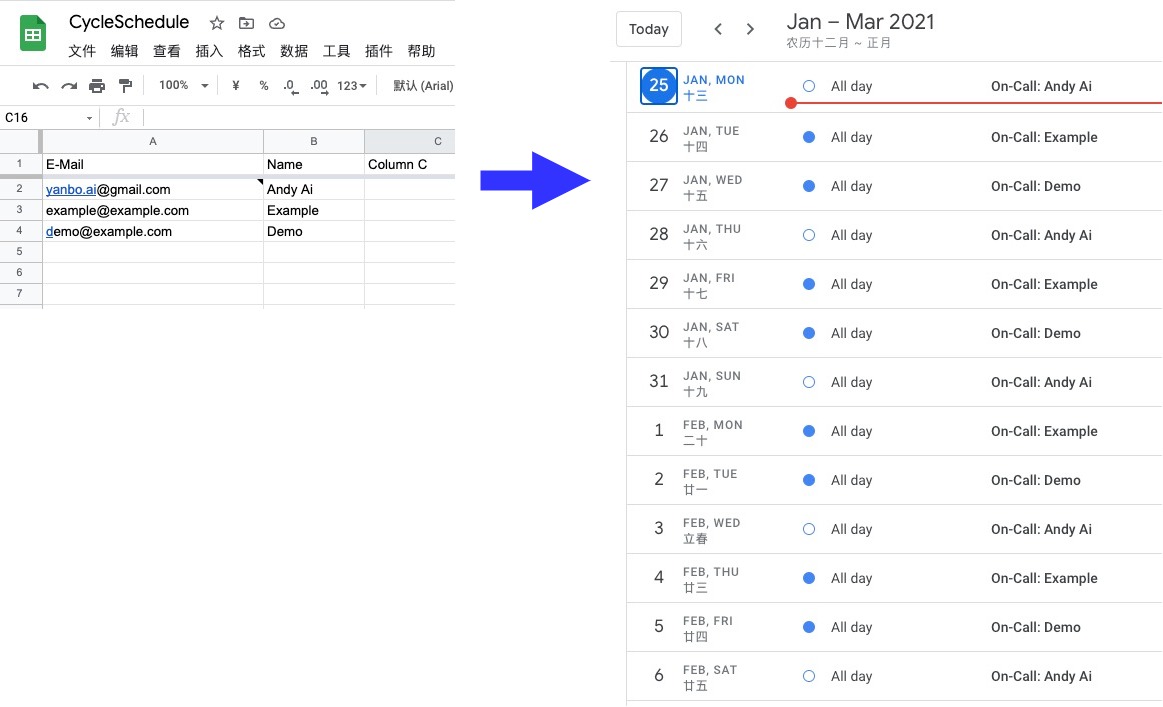 CycleSchedule
文件 编辑 查看 插入 格式 数据 工具 插件 帮助
100% ¥ % .0 .00 123 默认 (Arial)
C16 fx
A B C
1 E-Mail Name Column C
2 yanbo.ai@gmail.com Andy Ai
3 example@example.com Example
4 demo@example.com Demo
5
6
7
Today Jan – Mar 2021
农历十二月 ~ 正月
25 JAN, MON All day On-Call: Andy Ai
十三
26 JAN, TUE All day On-Call: Example
十四
27 JAN, WED All day On-Call: Demo
十五
28 JAN, THU All day On-Call: Andy Ai
十六
29 JAN, FRI All day On-Call: Example
十七
30 JAN, SAT All day On-Call: Demo
十八
31 JAN, SUN All day On-Call: Andy Ai
十九
1 FEB, MON All day On-Call: Example
二十
2 FEB, TUE All day On-Call: Demo
廿一
3 FEB, WED All day On-Call: Andy Ai
立春
4 FEB, THU All day On-Call: Example
廿三
5 FEB, FRI All day On-Call: Demo
廿四
6 FEB, SAT All day On-Call: Andy Ai
廿五